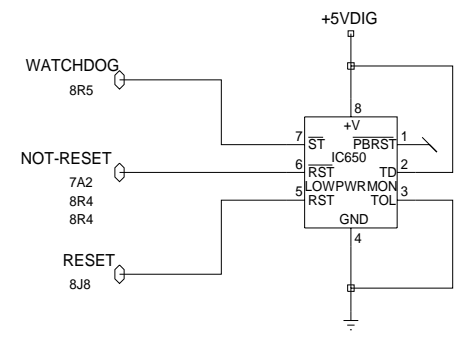 +5VDIG
WATCHDOG
8R5
8
+V
7 ST PBRST 1
IC650
NOT-RESET
6 RST TD 2
7A2
LOWPWRMON
5 RST TOL 3
8R4
8R4
GND
4
RESET
8J8